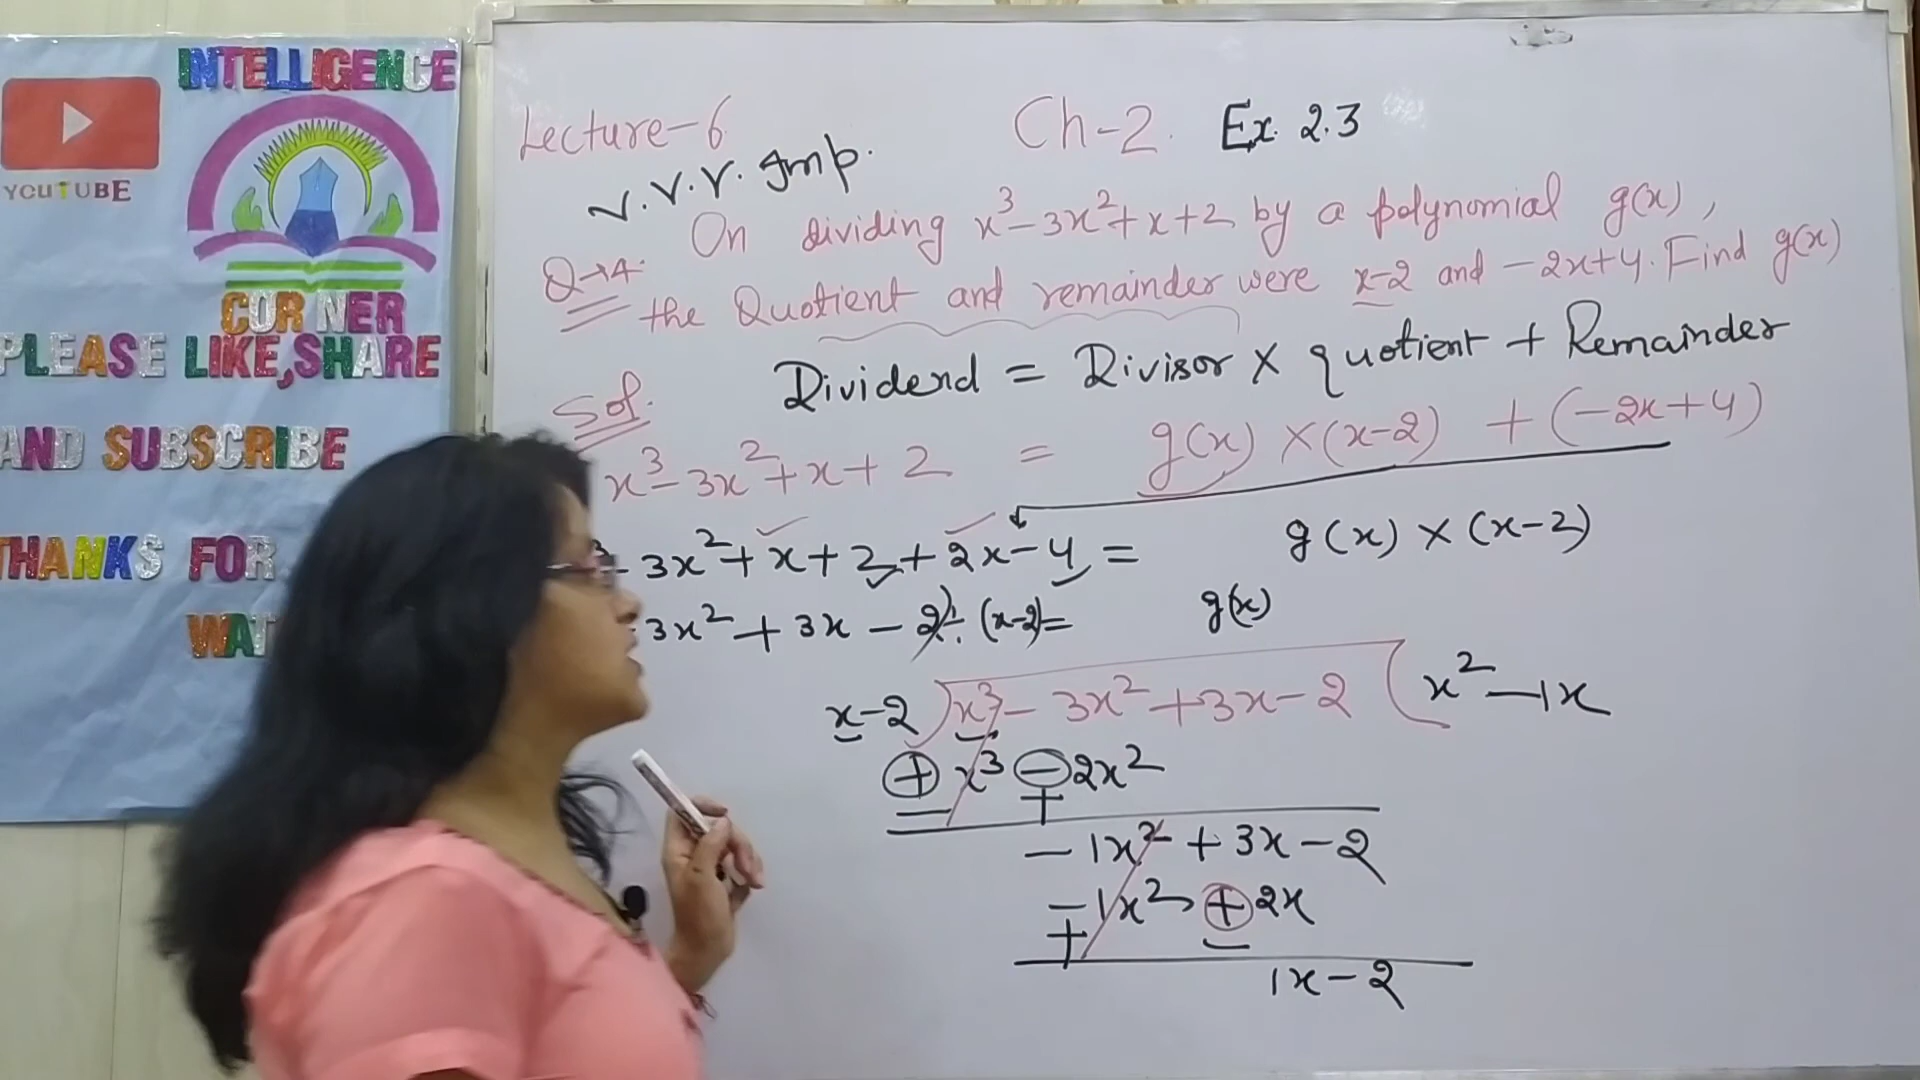 INTELLIGENCE
YOUTUBE
CORNER
PLEASE LIKE,SHARE
AND SUBSCRIBE
THANKS FOR
WAT
Lecture-6 Ch-2 Ex. 2.3
V.V.V. Imp.
Q→4. On dividing x³-3x²+x+2 by a polynomial g(x),
the Quotient and remainder were x-2 and -2x+4. Find g(x)
Dividend = Divisor × quotient + Remainder
Sol.
x³-3x²+x+2 = g(x) ×(x-2) +(-2x+4)
3x²+x+2+2x-4 = g(x)×(x-2)
3x²+3x-2)÷(x-2)= g(x)
x-2)x³-3x²+3x-2(x²-1x
+x³-2x²
- +
-1x²+3x-2
-1x²+2x
+ -
1x-2